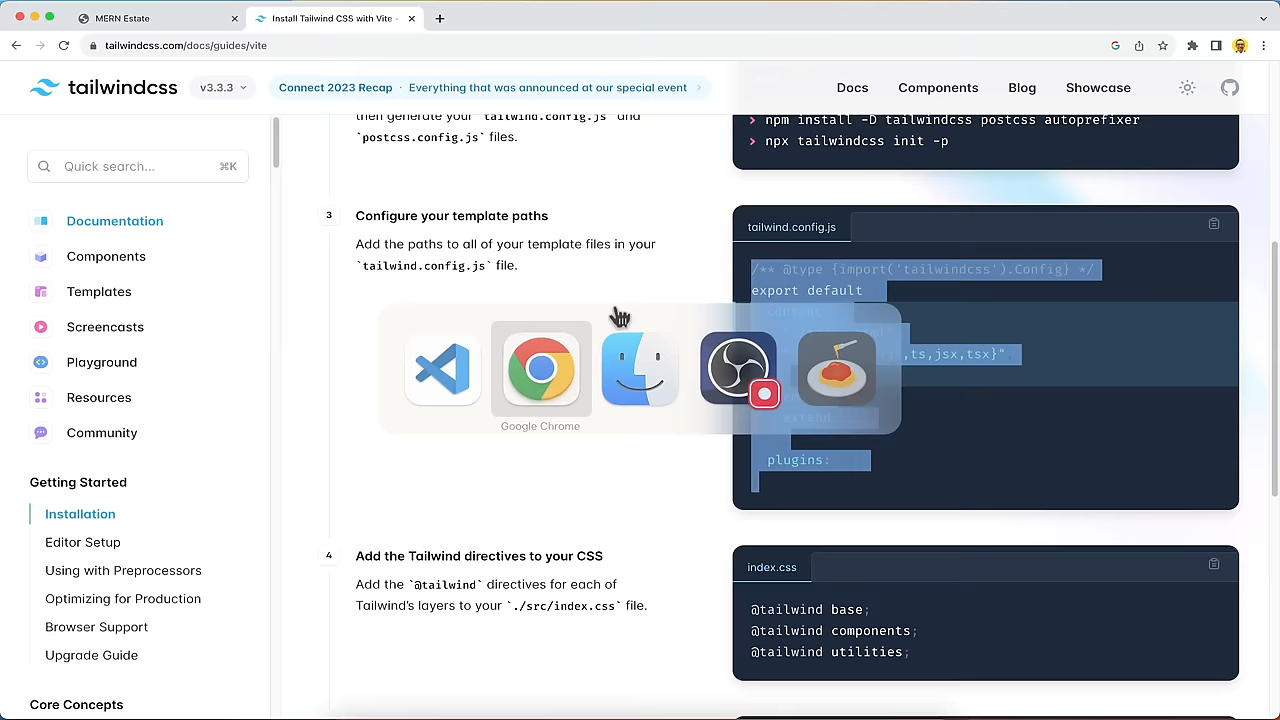 MERN Estate
Install Tailwind CSS with Vite -
tailwindcss.com/docs/guides/vite
tailwindcss
v3.3.3
Connect 2023 Recap · Everything that was announced at our special event
Docs
Components
Blog
Showcase
Quick search...
⌘K
Documentation
Components
Templates
Screencasts
Playground
Resources
Community
Getting Started
Installation
Editor Setup
Using with Preprocessors
Optimizing for Production
Browser Support
Upgrade Guide
Core Concepts
then generate your `tailwind.config.js` and
`postcss.config.js` files.
> npm install -D tailwindcss postcss autoprefixer
> npx tailwindcss init -p
3
Configure your template paths
Add the paths to all of your template files in your
`tailwind.config.js` file.
tailwind.config.js
/** @type {import('tailwindcss').Config} */
export default
content
,ts,jsx,tsx}",
extend
plugins:
Google Chrome
4
Add the Tailwind directives to your CSS
Add the `@tailwind` directives for each of
Tailwind's layers to your `./src/index.css` file.
index.css
@tailwind base;
@tailwind components;
@tailwind utilities;